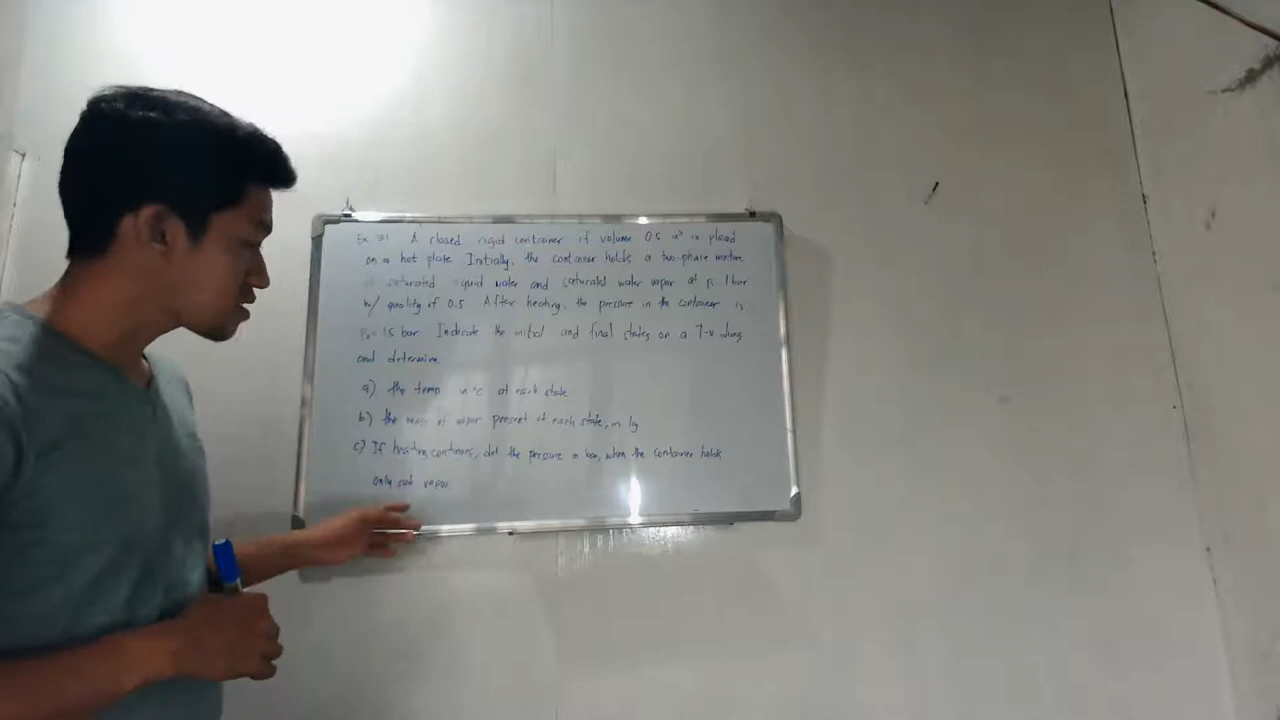 Ex 3.1 A closed rigid container of volume 0.5 m³ is placed
on a hot plate Initially, the container holds a two-phase mixture
of saturated liquid water and saturated water vapor at p₁ 1 bar
w/ quality of 0.5 After heating, the pressure in the container is
P₂= 1.5 bar Indicate the initial and final states on a T-v diag
and determine
a) the temp in °C at each state
b) the mass of vapor present at each state, in kg
c) If heating continues, det the pressure in bar, when the container holds
only sat vapor